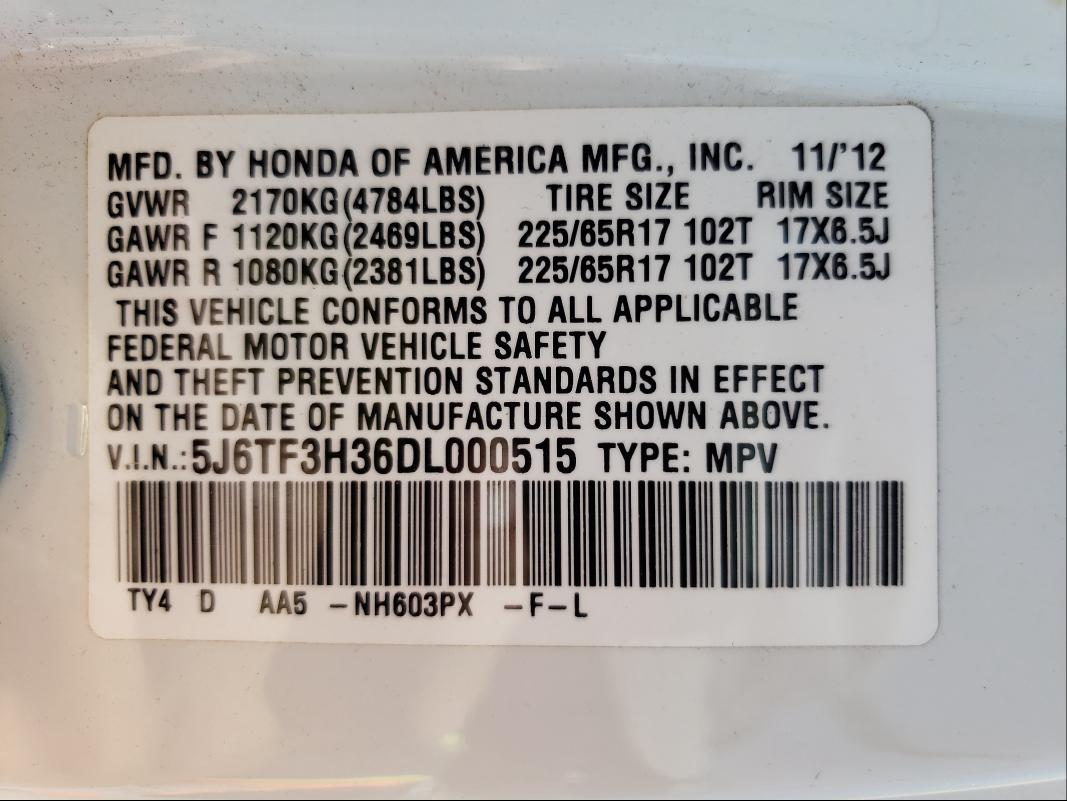 MFD. BY HONDA OF AMERICA MFG., INC. 11/'12
GVWR 2170KG(4784LBS) TIRE SIZE RIM SIZE
GAWR F 1120KG(2469LBS) 225/65R17 102T 17X6.5J
GAWR R 1080KG(2381LBS) 225/65R17 102T 17X6.5J
THIS VEHICLE CONFORMS TO ALL APPLICABLE
FEDERAL MOTOR VEHICLE SAFETY
AND THEFT PREVENTION STANDARDS IN EFFECT
ON THE DATE OF MANUFACTURE SHOWN ABOVE.
V.I.N.:5J6TF3H36DL000515 TYPE: MPV
TY4 D AA5 -NH603PX -F-L